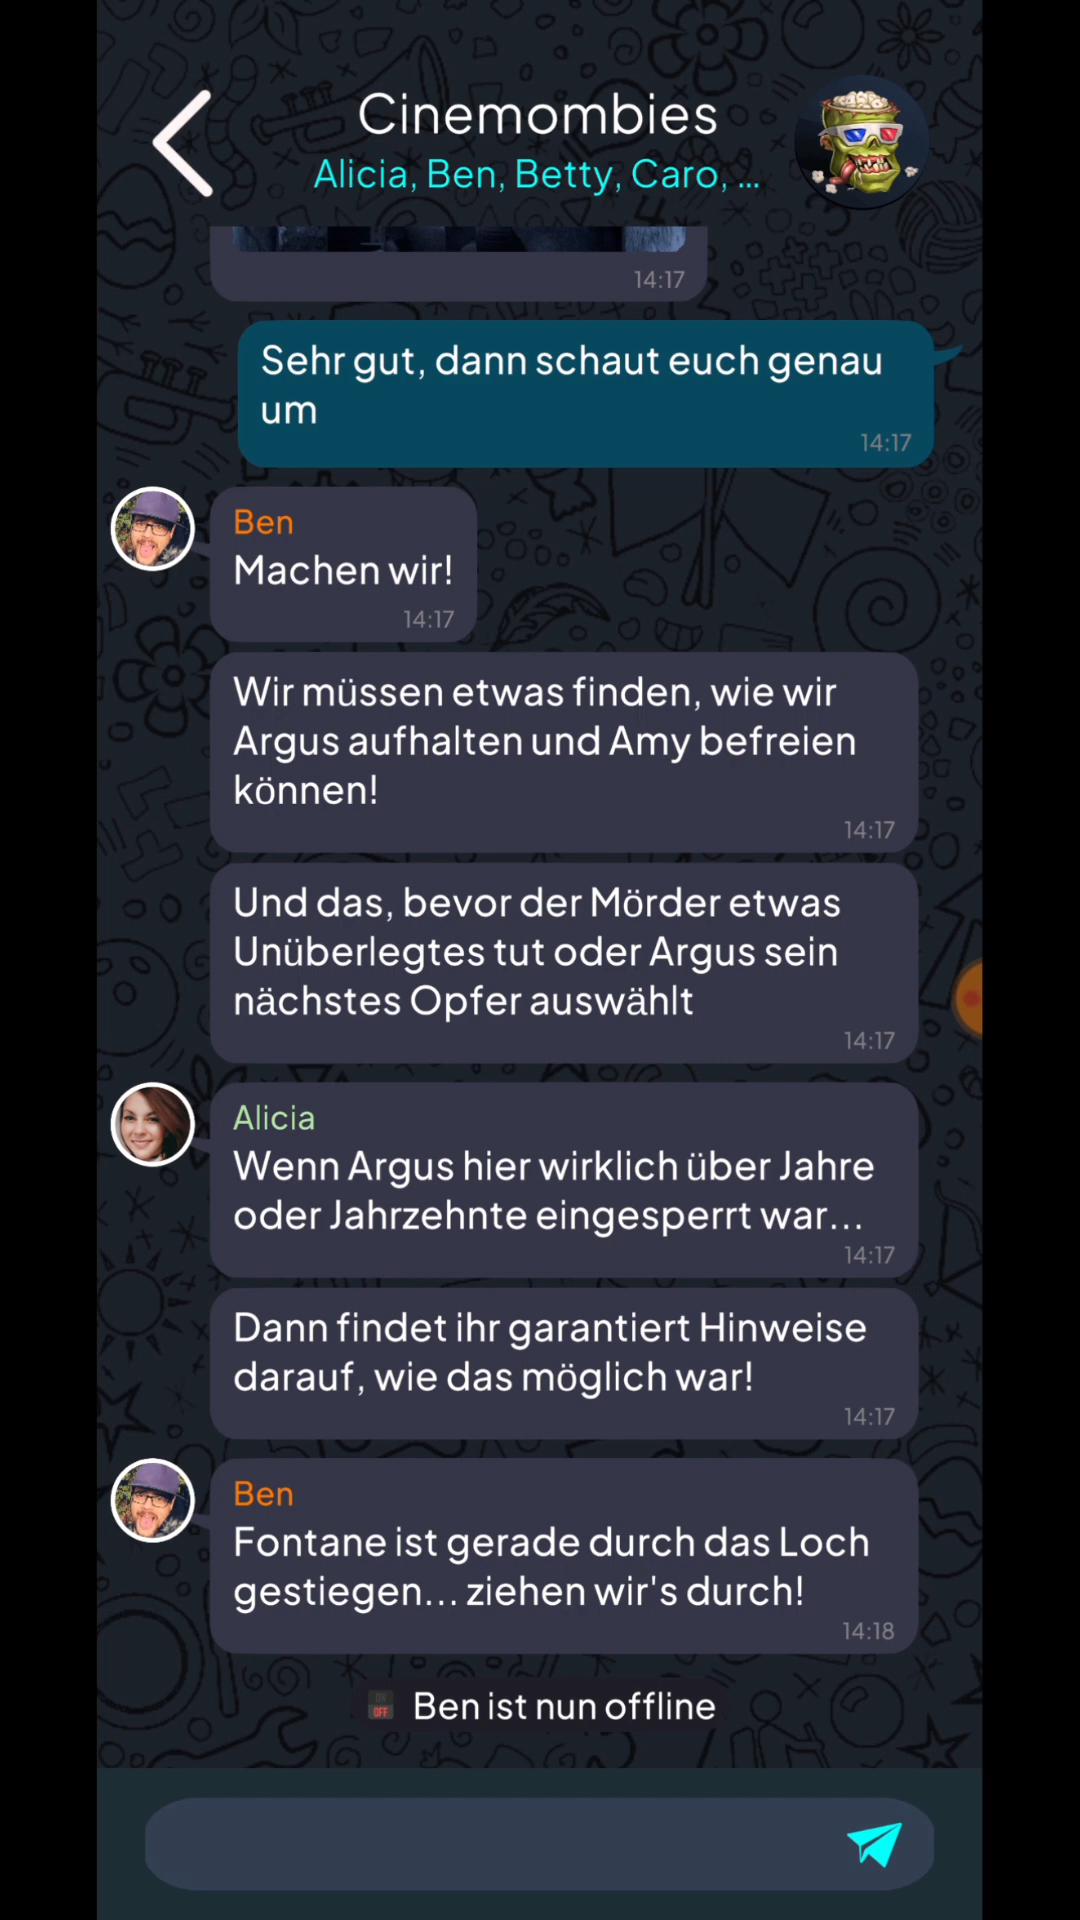 Cinemombies
Alicia, Ben, Betty, Caro, ...
14:17
Sehr gut, dann schaut euch genau
um
14:17
Ben
Machen wir!
14:17
Wir müssen etwas finden, wie wir
Argus aufhalten und Amy befreien
können!
14:17
Und das, bevor der Mörder etwas
Unüberlegtes tut oder Argus sein
nächstes Opfer auswählt
14:17
Alicia
Wenn Argus hier wirklich über Jahre
oder Jahrzehnte eingesperrt war...
14:17
Dann findet ihr garantiert Hinweise
darauf, wie das möglich war!
14:17
Ben
Fontane ist gerade durch das Loch
gestiegen... ziehen wir's durch!
14:18
ON
OFF
Ben ist nun offline